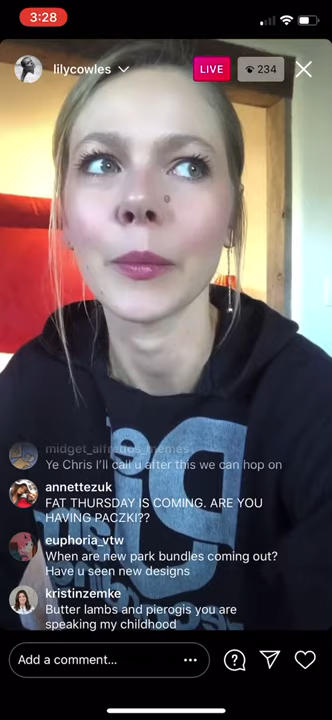 3:28
lilycowles
LIVE
234
midget_alfredos_memes
Ye Chris I'll call u after this we can hop on
annettezuk
FAT THURSDAY IS COMING. ARE YOU
HAVING PACZKI??
euphoria_vtw
When are new park bundles coming out?
Have u seen new designs
kristinzemke
Butter lambs and pierogis you are
speaking my childhood
Add a comment...